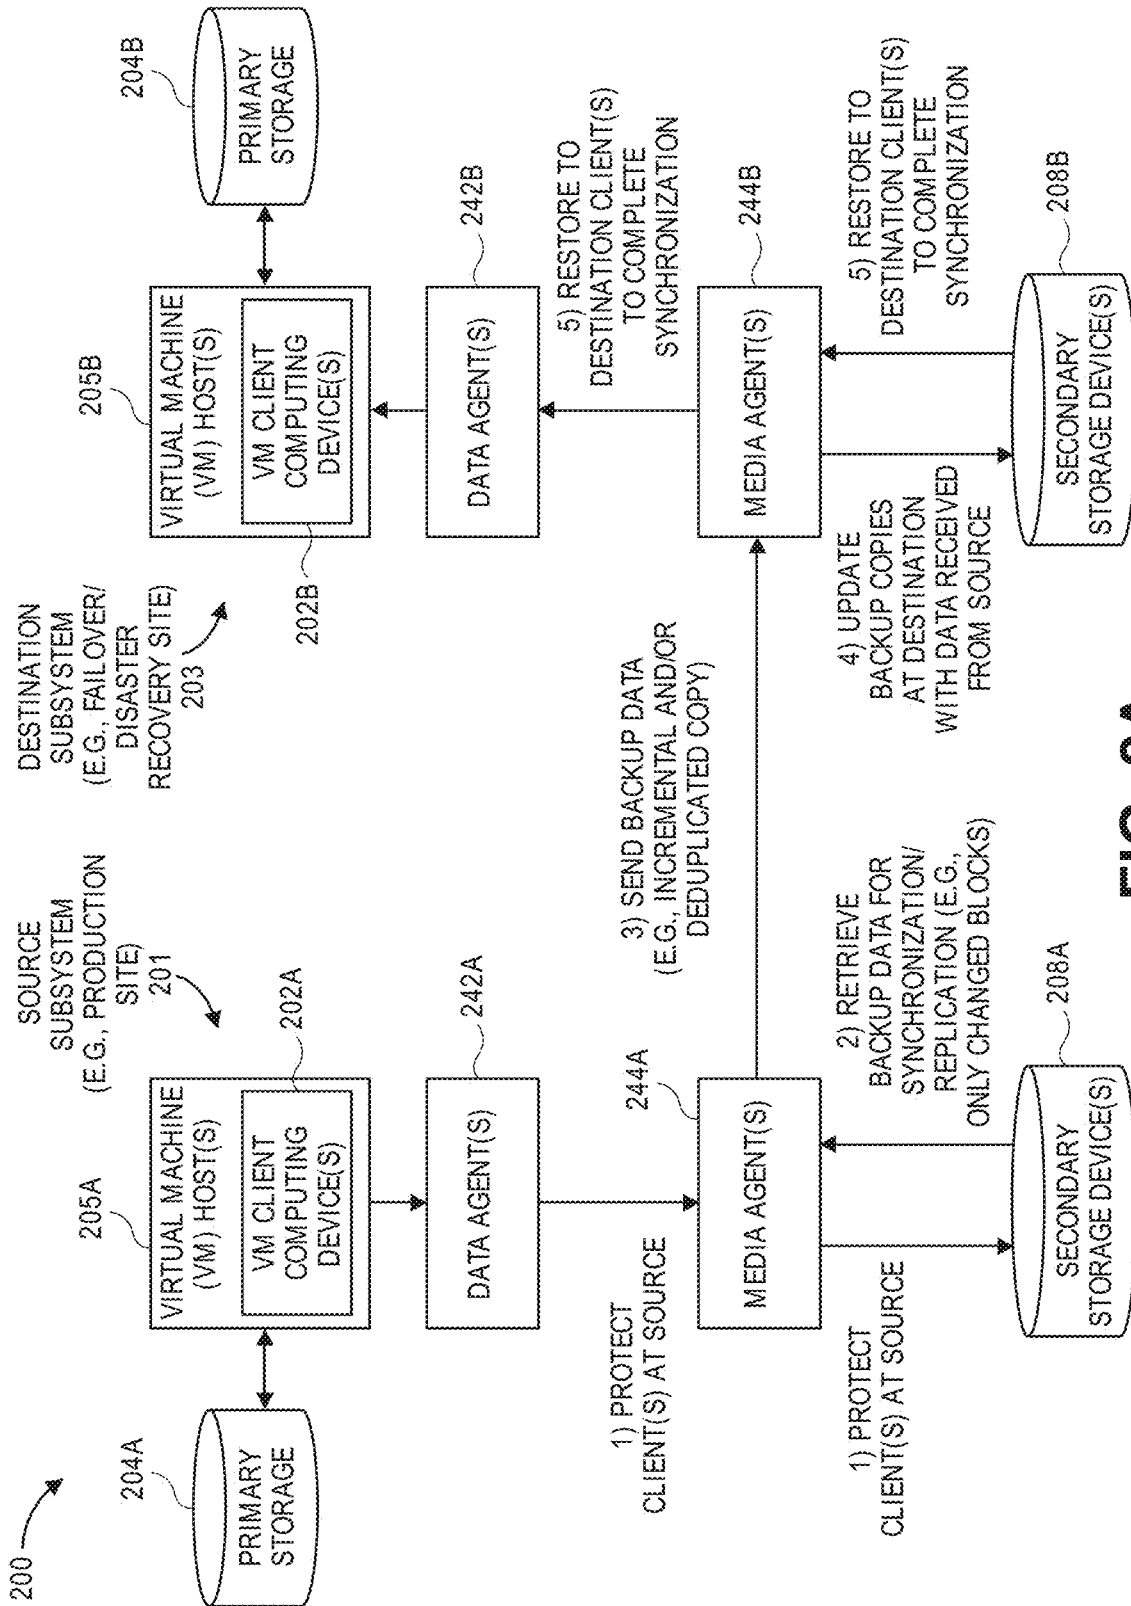 200
204A
PRIMARY
STORAGE
205A
VIRTUAL MACHINE
(VM) HOST(S)
VM CLIENT
COMPUTING
DEVICE(S)
202A
SOURCE
SUBSYSTEM
(E.G., PRODUCTION
SITE)
201
DESTINATION
SUBSYSTEM
(E.G., FAILOVER/
DISASTER
RECOVERY SITE)
203
205B
VIRTUAL MACHINE
(VM) HOST(S)
VM CLIENT
COMPUTING
DEVICE(S)
202B
204B
PRIMARY
STORAGE
DATA AGENT(S)
242A
DATA AGENT(S)
242B
1) PROTECT
CLIENT(S) AT SOURCE
3) SEND BACKUP DATA
(E.G., INCREMENTAL AND/OR
DEDUPLICATED COPY)
5) RESTORE TO
DESTINATION CLIENT(S)
TO COMPLETE
SYNCHRONIZATION
MEDIA AGENT(S)
244A
MEDIA AGENT(S)
244B
1) PROTECT
CLIENT(S) AT SOURCE
2) RETRIEVE
BACKUP DATA FOR
SYNCHRONIZATION/
REPLICATION (E.G.,
ONLY CHANGED BLOCKS)
4) UPDATE
BACKUP COPIES
AT DESTINATION
WITH DATA RECEIVED
FROM SOURCE
5) RESTORE TO
DESTINATION CLIENT(S)
TO COMPLETE
SYNCHRONIZATION
SECONDARY
STORAGE DEVICE(S)
208A
SECONDARY
STORAGE DEVICE(S)
208B